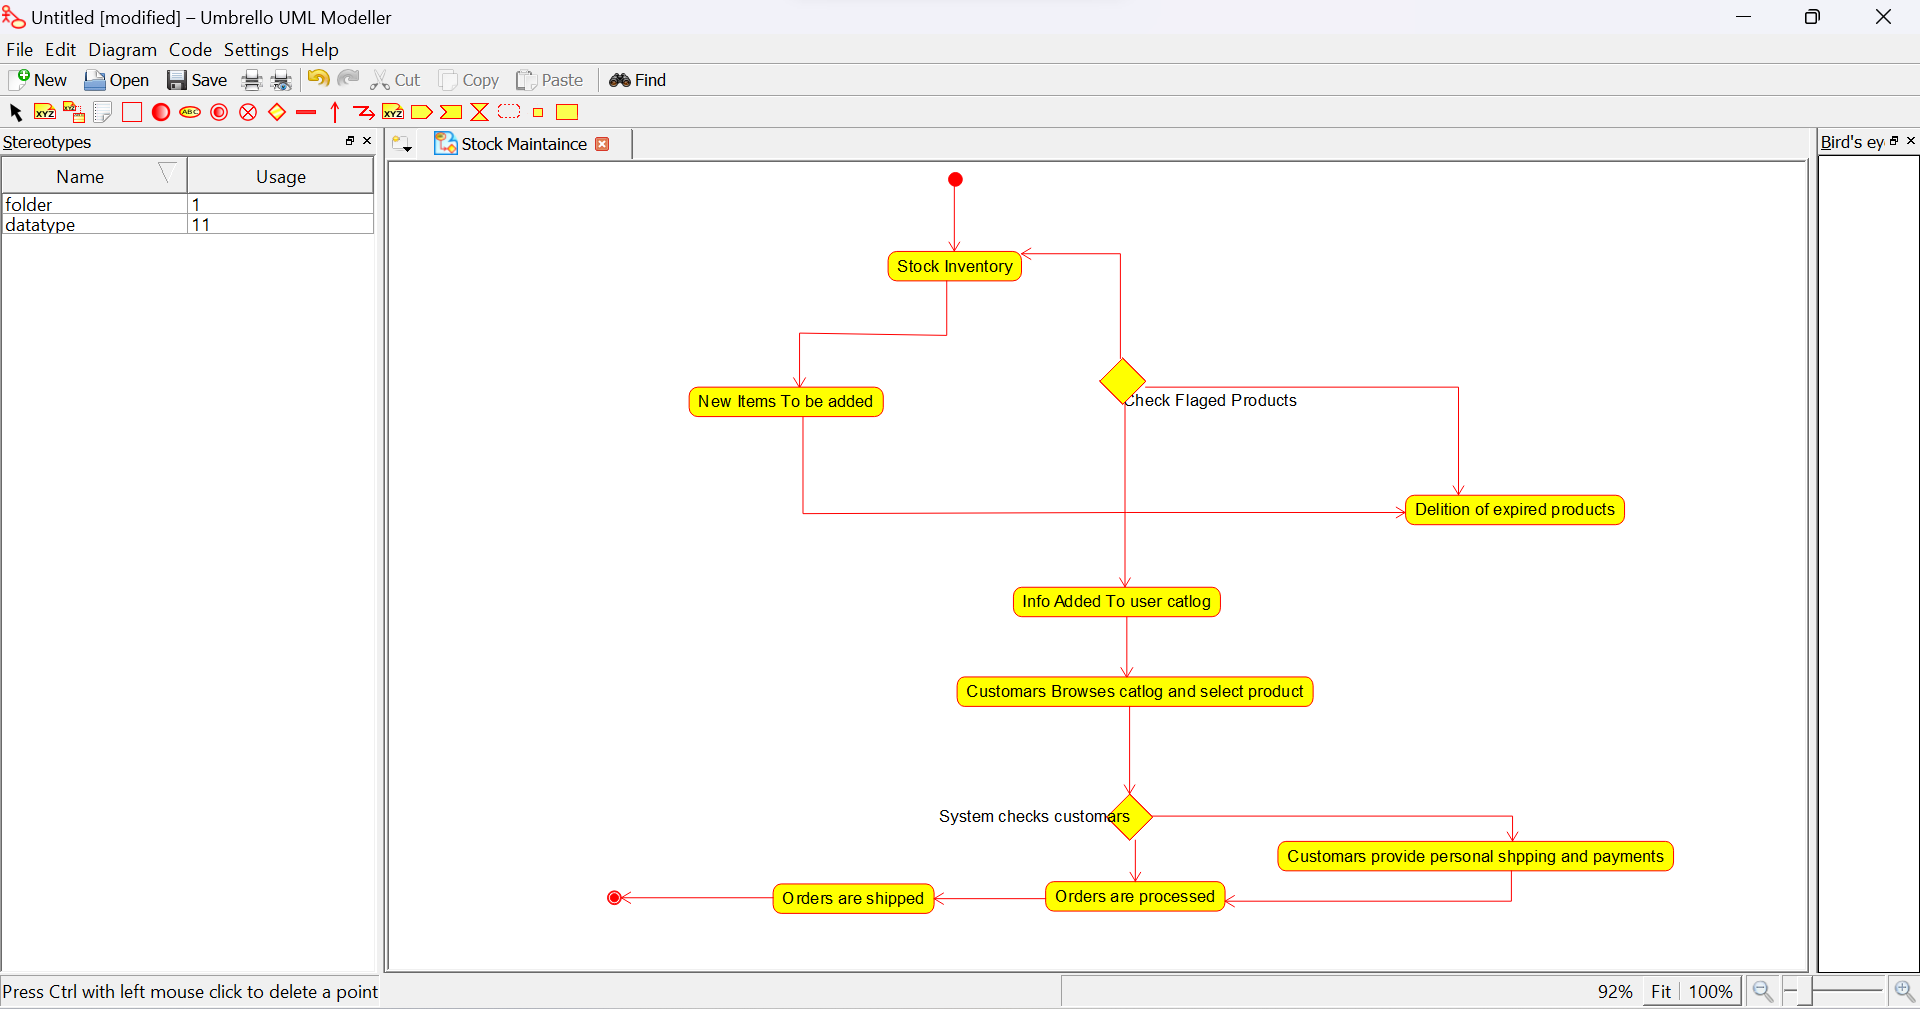 Untitled [modified] – Umbrello UML Modeller
File Edit Diagram Code Settings Help
New Open Save Cut Copy Paste Find
XYZ XYZ ABC XYZ
Stereotypes
Name Usage
folder 1
datatype 11
Stock Maintaince
Bird's ey
Stock Inventory
New Items To be added
Check Flaged Products
Delition of expired products
Info Added To user catlog
Customars Browses catlog and select product
System checks customars
Customars provide personal shpping and payments
Orders are shipped
Orders are processed
Press Ctrl with left mouse click to delete a point
92% Fit 100%